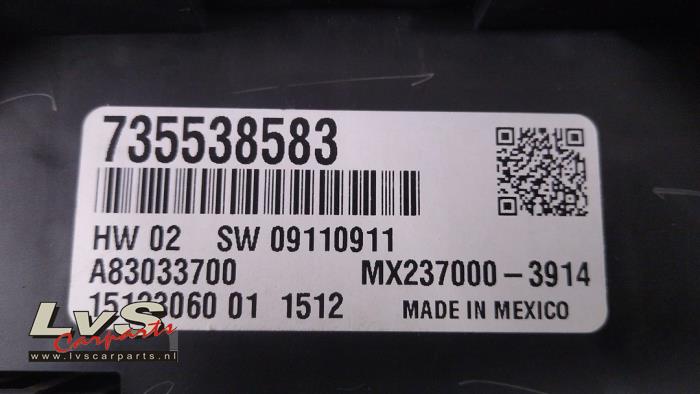 735538583
HW 02 SW 09110911
A83033700 MX237000-3914
15123060 01 1512 MADE IN MEXICO
LvS
Carparts
www.lvscarparts.nl